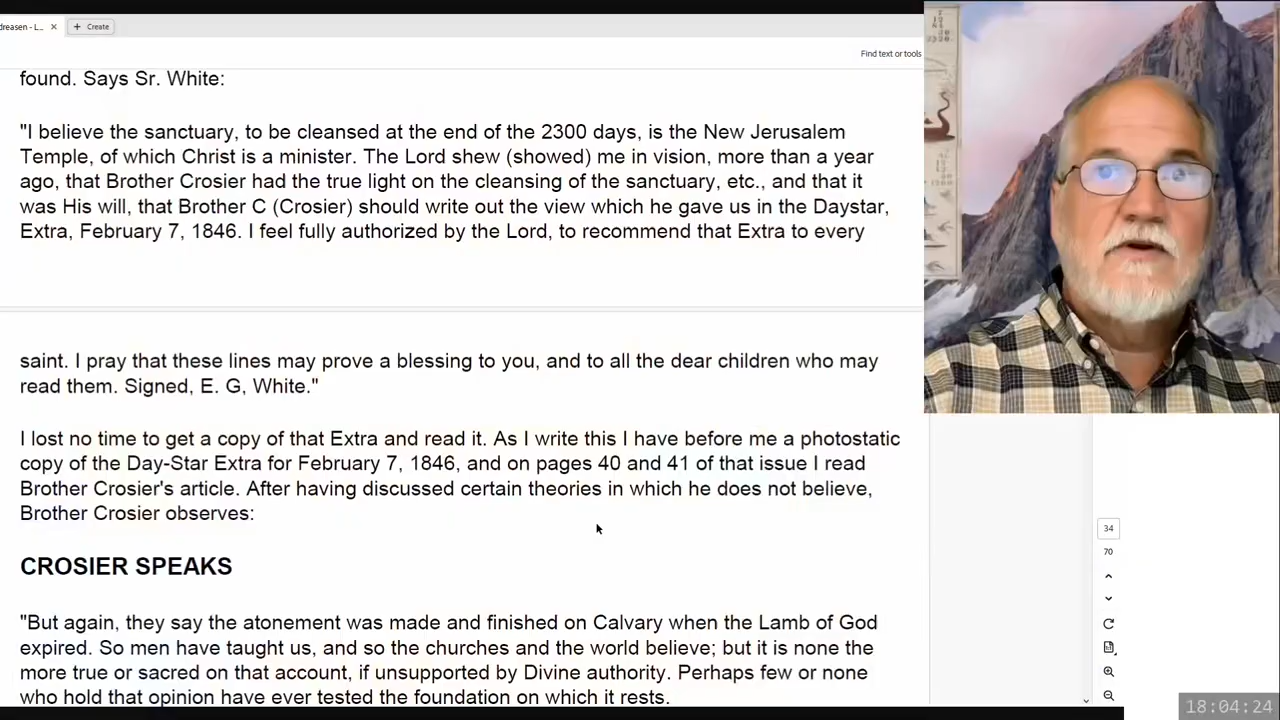 dreasen - L...
Create
Find text or tools
found. Says Sr. White:
"I believe the sanctuary, to be cleansed at the end of the 2300 days, is the New Jerusalem
Temple, of which Christ is a minister. The Lord shew (showed) me in vision, more than a year
ago, that Brother Crosier had the true light on the cleansing of the sanctuary, etc., and that it
was His will, that Brother C (Crosier) should write out the view which he gave us in the Daystar,
Extra, February 7, 1846. I feel fully authorized by the Lord, to recommend that Extra to every
saint. I pray that these lines may prove a blessing to you, and to all the dear children who may
read them. Signed, E. G, White."
I lost no time to get a copy of that Extra and read it. As I write this I have before me a photostatic
copy of the Day-Star Extra for February 7, 1846, and on pages 40 and 41 of that issue I read
Brother Crosier's article. After having discussed certain theories in which he does not believe,
Brother Crosier observes:
CROSIER SPEAKS
"But again, they say the atonement was made and finished on Calvary when the Lamb of God
expired. So men have taught us, and so the churches and the world believe; but it is none the
more true or sacred on that account, if unsupported by Divine authority. Perhaps few or none
who hold that opinion have ever tested the foundation on which it rests.
34
70
18:04:24